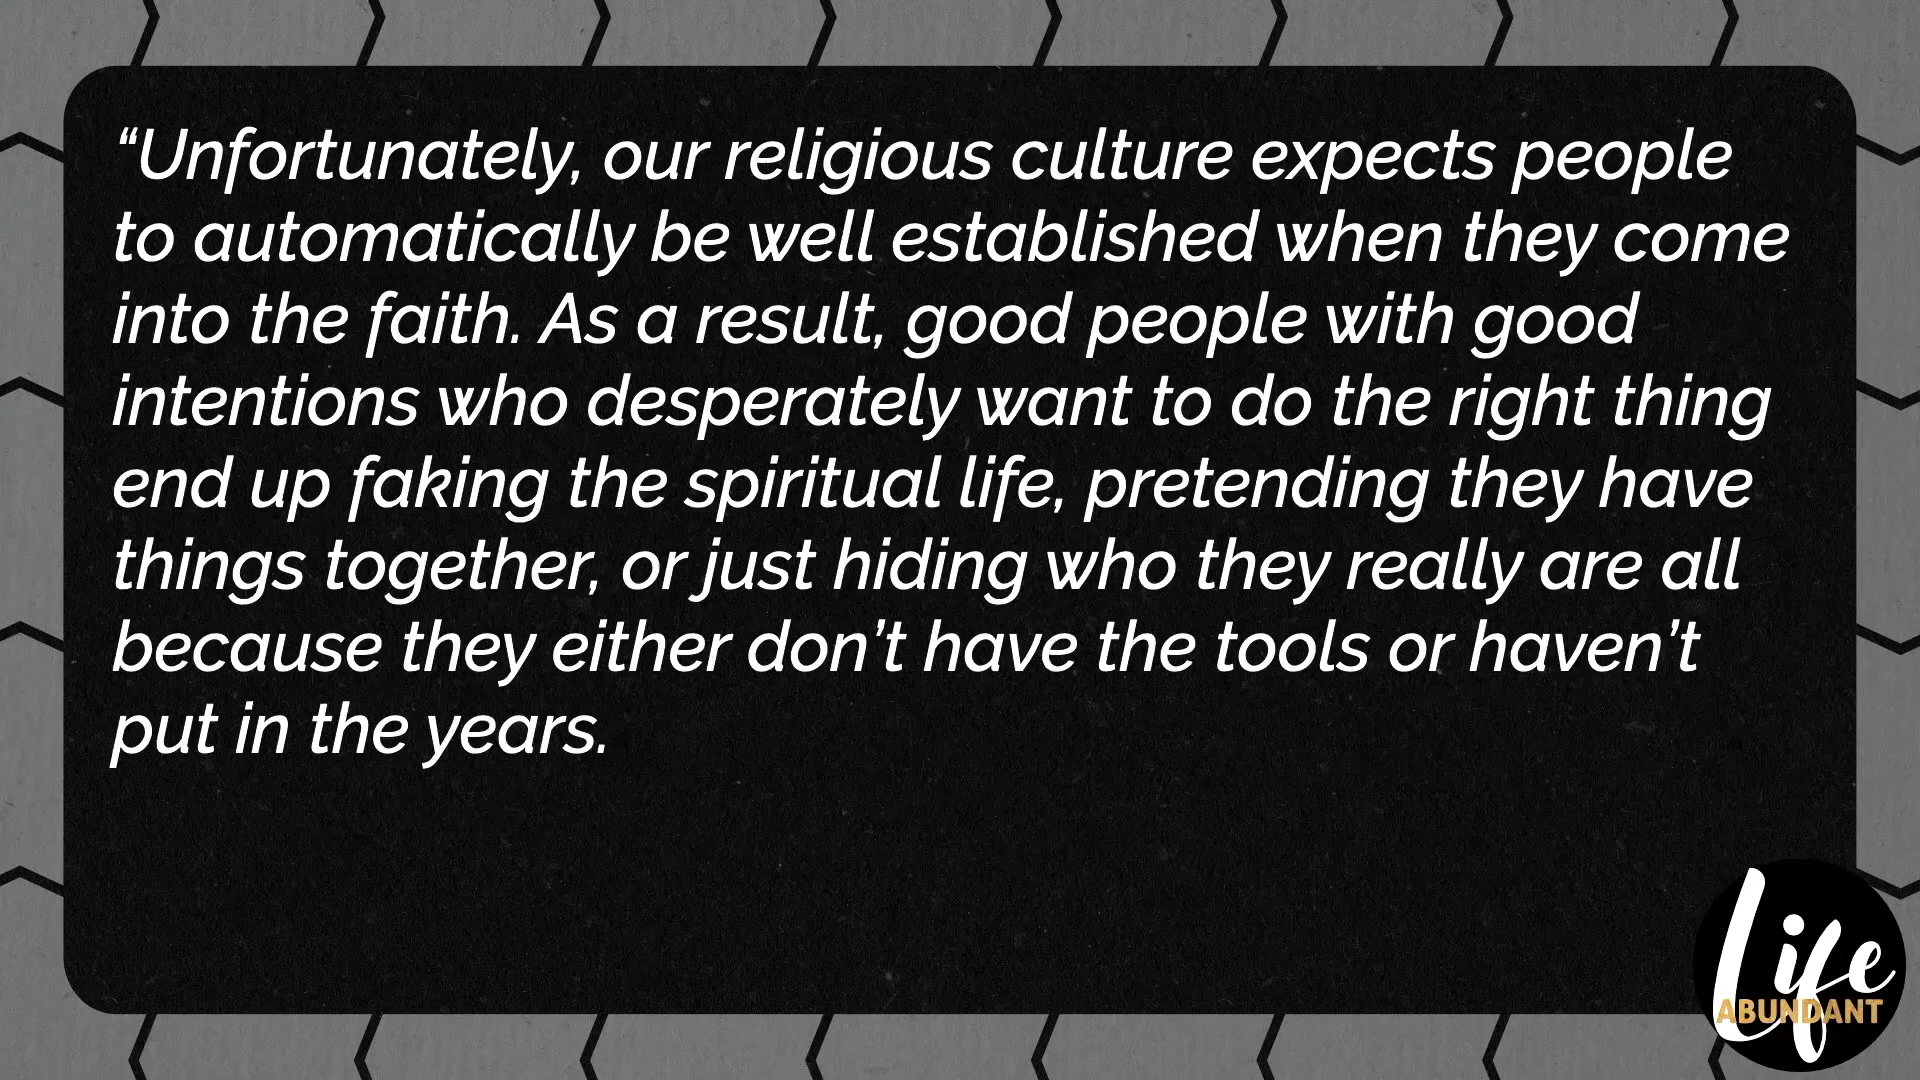 “Unfortunately, our religious culture expects people
to automatically be well established when they come
into the faith. As a result, good people with good
intentions who desperately want to do the right thing
end up faking the spiritual life, pretending they have
things together, or just hiding who they really are all
because they either don’t have the tools or haven’t
put in the years.
Life
ABUNDANT